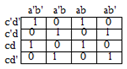 a'b' a'b ab ab'
c'd' 1 0 1 0
c'd 0 1 0 1
cd 1 0 1 0
cd' 0 1 0 1